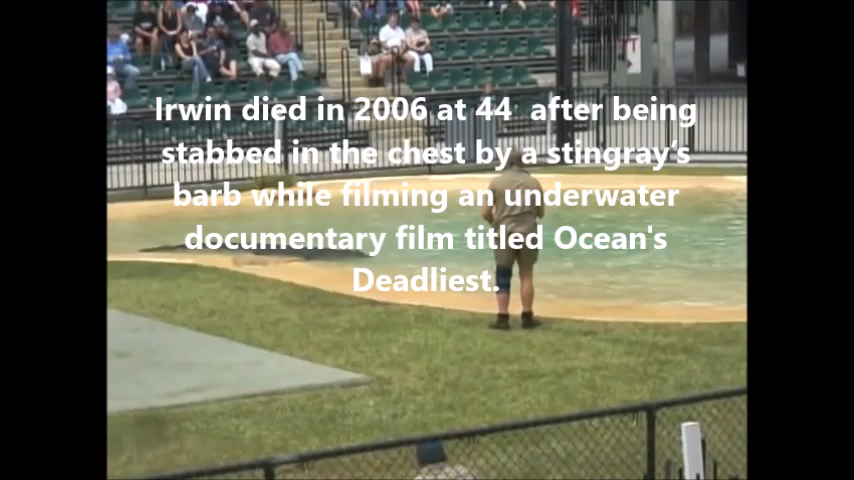 Irwin died in 2006 at 44 after being
stabbed in the chest by a stingray's
barb while filming an underwater
documentary film titled Ocean's
Deadliest.